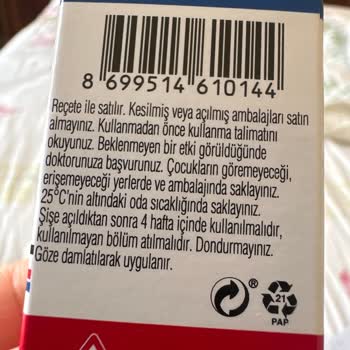 8 699514 610144
Reçete ile satılır. Kesilmiş veya açılmış ambalajları satın
almayınız. Kullanmadan önce kullanma talimatını
okuyunuz. Beklenmeyen bir etki görüldüğünde
doktorunuza başvurunuz. Çocukların göremeyeceği,
erişemeyeceği yerlerde ve ambalajında saklayınız.
25°C'nin altındaki oda sıcaklığında saklayınız.
Şişe açıldıktan sonra 4 hafta içinde kullanılmalıdır,
kullanılmayan bölüm atılmalıdır. Dondurmayınız.
Göze damlatılarak uygulanır.
®
21
PAP